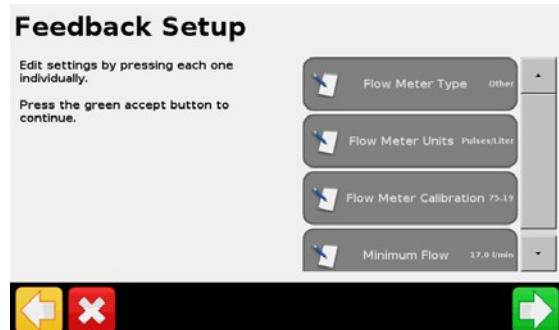 Feedback Setup
Edit settings by pressing each one
individually.
Press the green accept button to
continue.
Flow Meter Type Other
Flow Meter Units Pulses/Liter
Flow Meter Calibration 75.19
Minimum Flow 17.0 l/min